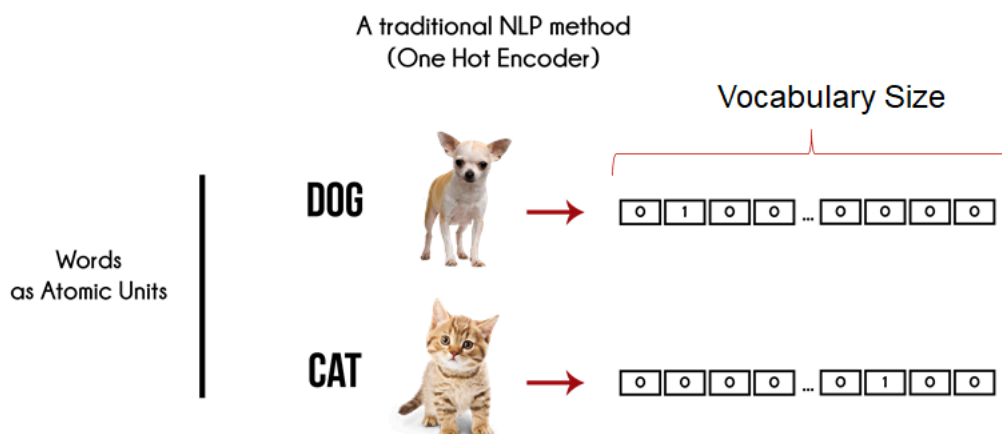 A traditional NLP method
(One Hot Encoder)
Vocabulary Size
DOG
0 1 0 0 ... 0 0 0 0
Words
as Atomic Units
CAT
0 0 0 0 ... 0 1 0 0